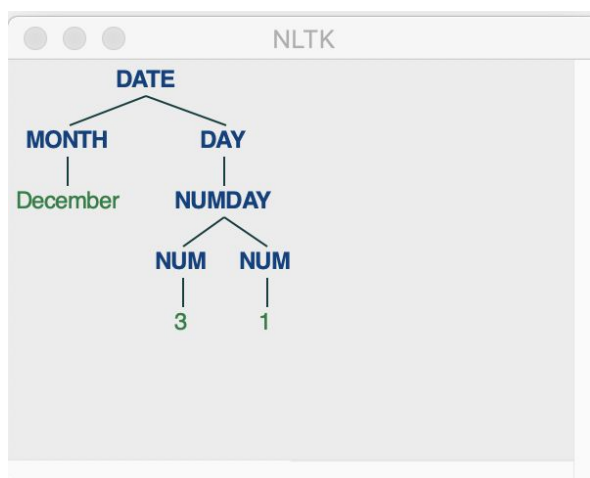 NLTK
DATE
MONTH DAY
December NUMDAY
NUM NUM
3 1